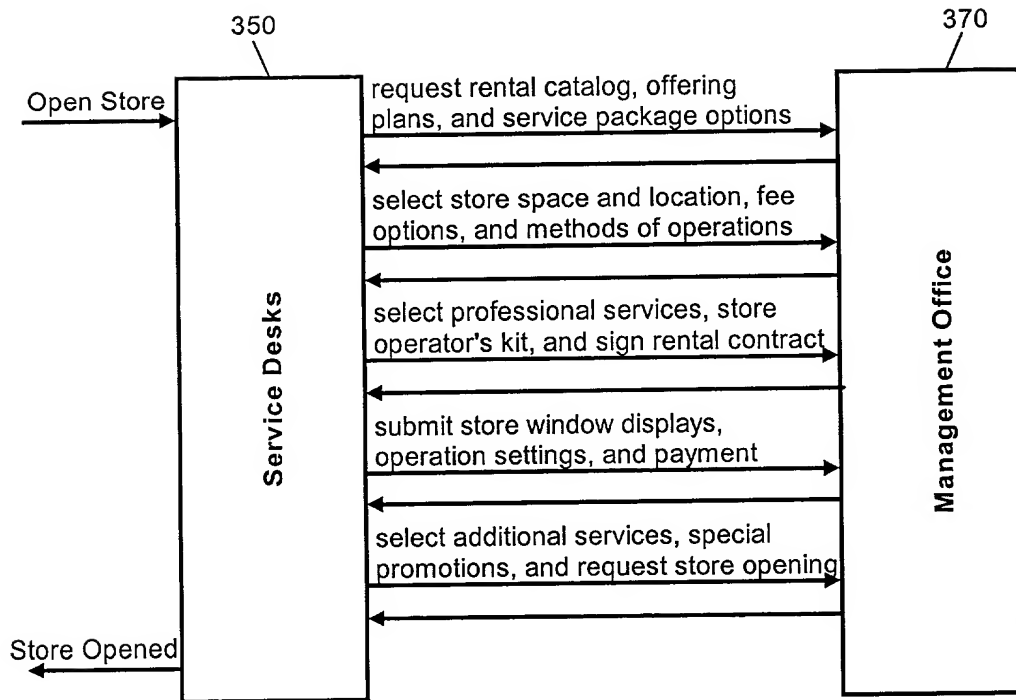 350
370
Open Store
request rental catalog, offering
plans, and service package options
select store space and location, fee
options, and methods of operations
select professional services, store
operator's kit, and sign rental contract
submit store window displays,
operation settings, and payment
select additional services, special
promotions, and request store opening
Service Desks
Management Office
Store Opened